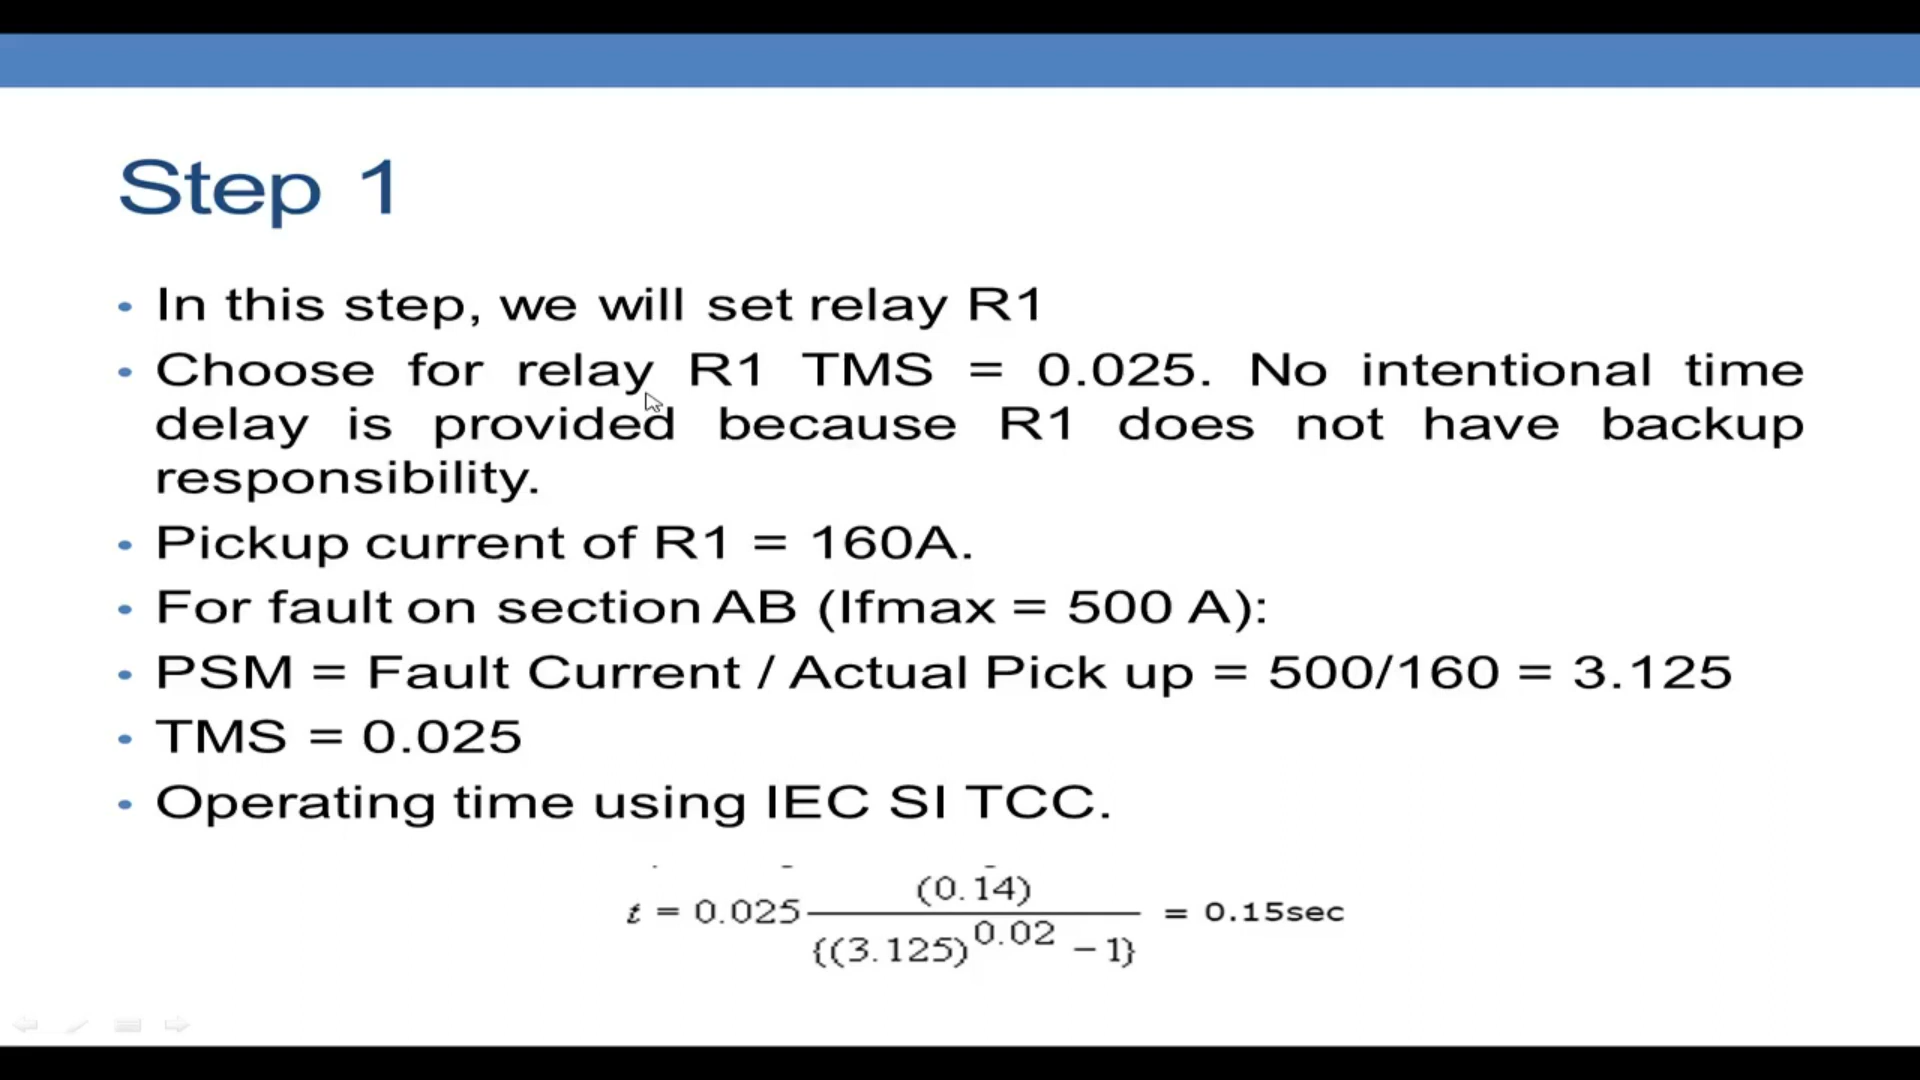 Step 1
• In this step, we will set relay R1
• Choose for relay R1 TMS = 0.025. No intentional time
delay is provided because R1 does not have backup
responsibility.
• Pickup current of R1 = 160A.
• For fault on section AB (Ifmax = 500 A):
• PSM = Fault Current / Actual Pick up = 500/160 = 3.125
• TMS = 0.025
• Operating time using IEC SI TCC.
(0.14)
t = 0.025 = 0.15sec
{((3.125)^0.02 − 1}